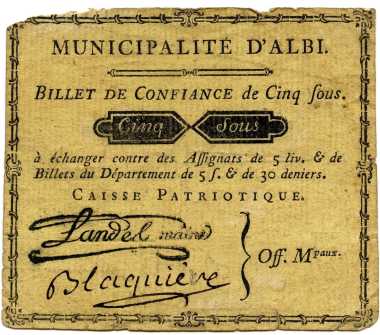 MUNICIPALITÉ D'ALBI.
BILLET DE CONFIANCE de Cinq ſous.
Cinq Sous
à échanger contre des Aſſignats de 5 liv. & de
Billets du Département de 5 ſ. & de 30 deniers.
CAISSE PATRIOTIQUE.
maire
Blaquiere
Off. Mpaux.